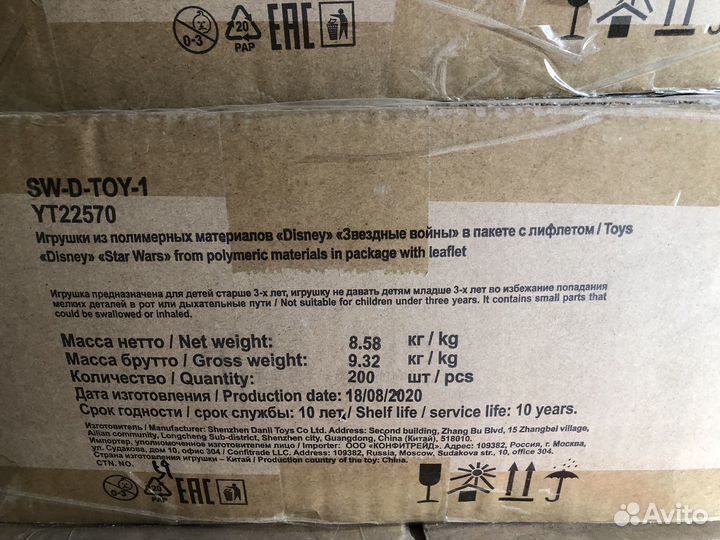 0-3
20
PAP
EAC
SW-D-TOY-1
YT22570
Игрушки из полимерных материалов «Disney» «Звездные войны» в пакете с лифлетом / Toys
«Disney» «Star Wars» from polymeric materials in package with leaflet
Игрушка предназначена для детей старше 3-х лет, игрушку не давать детям младше 3-х лет во избежание попадания
мелких деталей в рот или дыхательные пути / Not suitable for children under three years. It contains small parts that
could be swallowed or inhaled.
Масса нетто / Net weight: 8.58 кг / kg
Масса брутто / Gross weight: 9.32 кг / kg
Количество / Quantity: 200 шт / pcs
Дата изготовления / Production date: 18/08/2020
Срок годности / срок службы: 10 лет / Shelf life / service life: 10 years.
Изготовитель / Manufacturer: Shenzhen Danli Toys Co Ltd. Address: Second building, Zhang Bu Blvd, 15 Zhangbei village,
Ailian community, Longcheng Sub-district, Shenzhen city, Guangdong, China (Китай), 518010.
Импортер, уполномоченное изготовителем лицо / Importer: ООО «КОНФИТРЕЙД». Адрес: 109382, Россия, г. Москва,
ул. Судакова, дом 10, офис 304 / Confitrade LLC. Address: 109382, Russia, Moscow, Sudakova str., 10, office 304.
Страна изготовления игрушки – Китай / Production country of the toy: China.
CTN. NO.
0-3
20
PAP
EAC
Avito